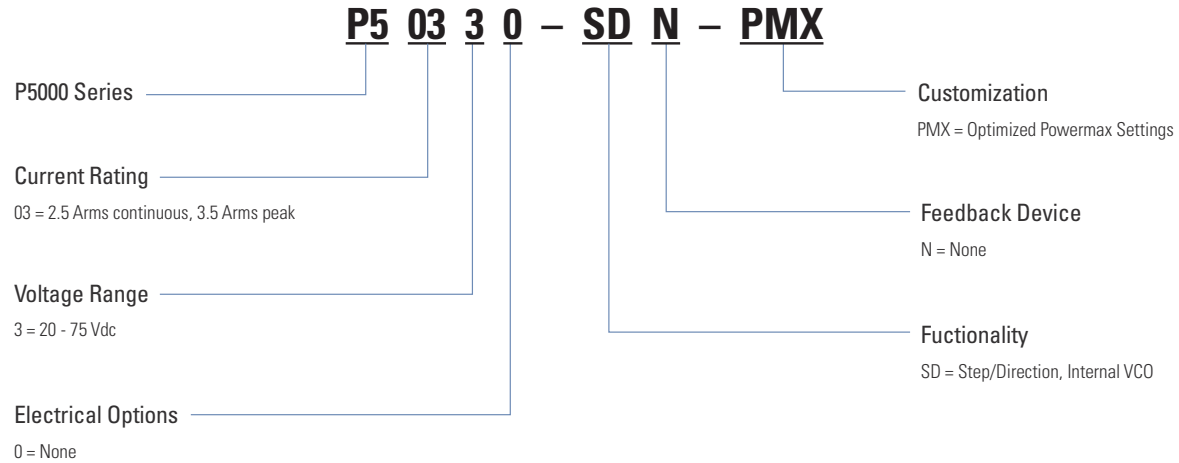 P5 03 3 0 – SD N – PMX
P5000 Series
Current Rating
03 = 2.5 Arms continuous, 3.5 Arms peak
Voltage Range
3 = 20 - 75 Vdc
Electrical Options
0 = None
Customization
PMX = Optimized Powermax Settings
Feedback Device
N = None
Fuctionality
SD = Step/Direction, Internal VCO